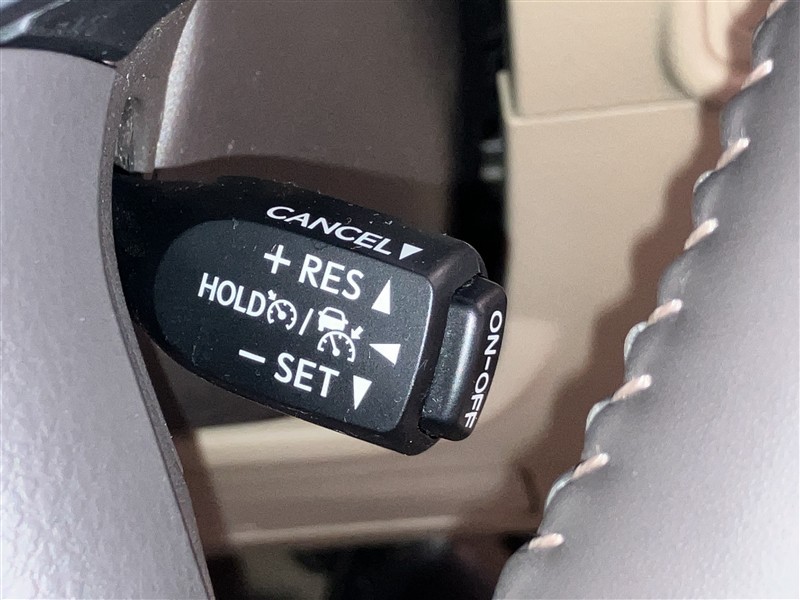 CANCEL▼
+ RES ▲
HOLD / ◀
− SET ▼
ON-OFF